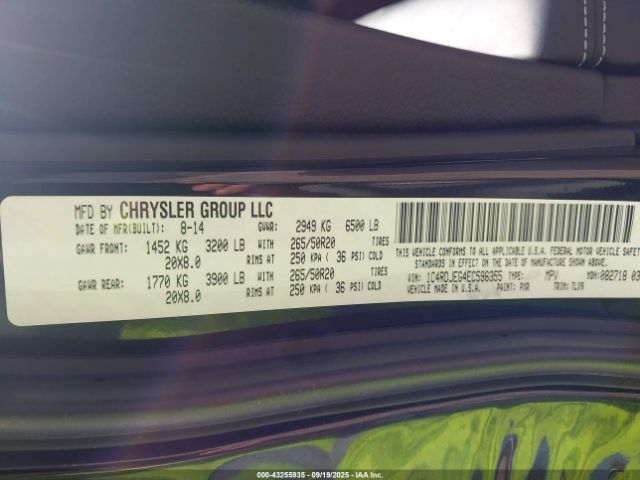 MFD BY CHRYSLER GROUP LLC
DATE OF MFR(BUILT): 8-14 GVWR: 2949 KG 6500 LB
GAWR FRONT: 1452 KG 3200 LB WITH 265/50R20 TIRES
20X8.0 RIMS AT 250 KPA ( 36 PSI) COLD
GAWR REAR: 1770 KG 3900 LB WITH 265/50R20 TIRES
20X8.0 RIMS AT 250 KPA ( 36 PSI) COLD
THIS VEHICLE CONFORMS TO ALL APPLICABLE U.S.A. FEDERAL MOTOR VEHICLE SAFET
STANDARDS IN EFFECT ON THE DATE OF MANUFACTURE SHOWN ABOVE.
VIN: 1C4RDJEG4EC596355 TYPE: MPV MDH: 082718 03
VEHICLE MADE IN U.S.A. PAINT: PXR TRIM: TLX9
000-43255935 - 09/19/2025 - IAA Inc.